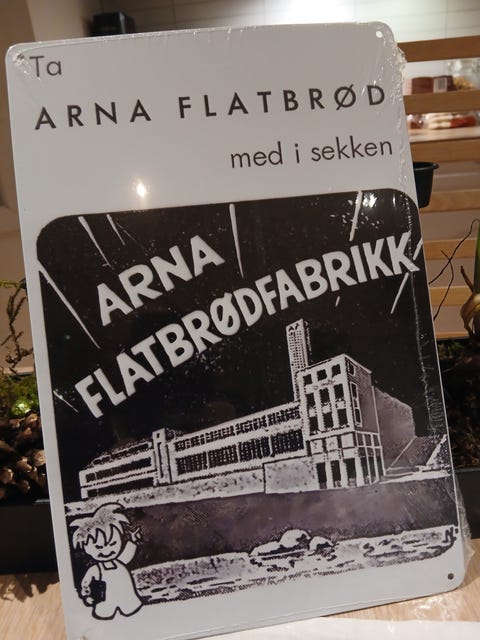 Ta
ARNA FLATBRØD
med i sekken
ARNA
FLATBRØDFABRIKK